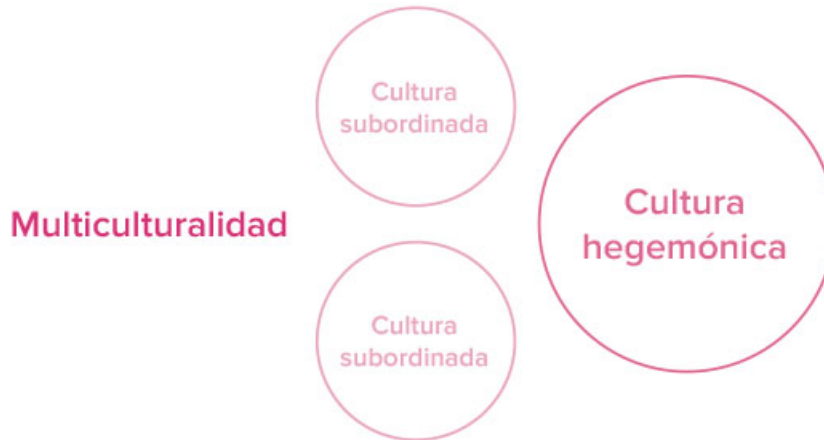 Multiculturalidad
Cultura
subordinada
Cultura
subordinada
Cultura
hegemónica